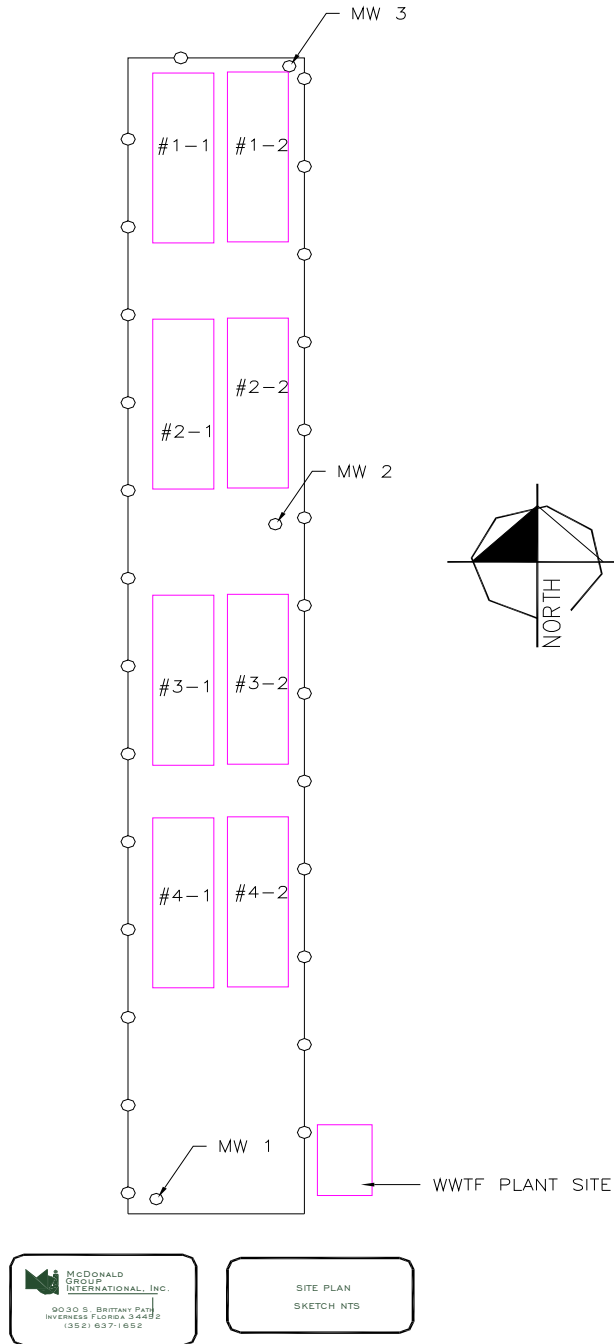 MW 3
#1-1
#1-2
#2-2
#2-1
MW 2
NORTH
#3-1
#3-2
#4-1
#4-2
MW 1
WWTF PLANT SITE
McDONALD
GROUP
INTERNATIONAL, INC.
9030 S. BRITTANY PATH
INVERNESS FLORIDA 34452
(352) 637-1652
SITE PLAN
SKETCH NTS